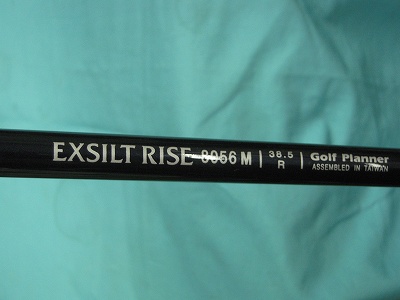 EXSILT RISE 8056 M | 38.5 R | Golf Planner
ASSEMBLED IN TAIWAN